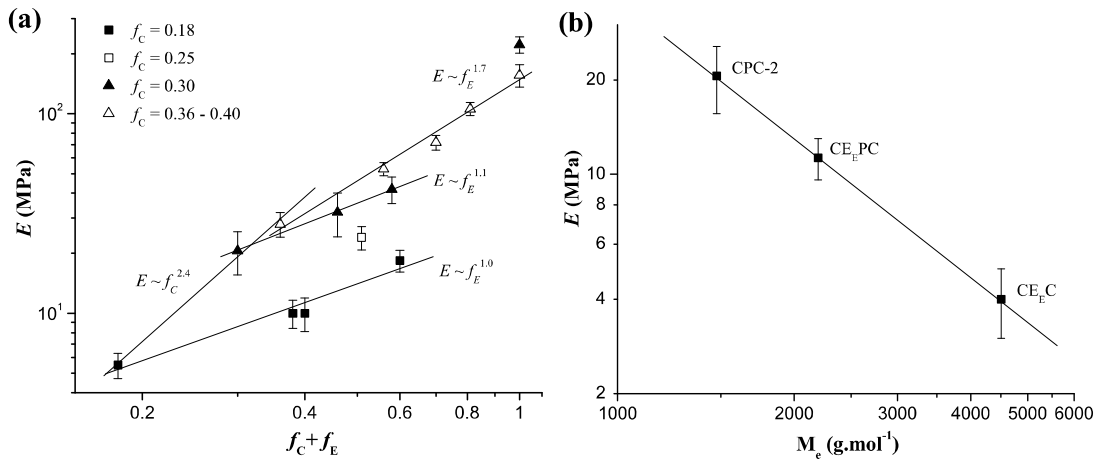 (a)
f_C = 0.18
f_C = 0.25
f_C = 0.30
f_C = 0.36 - 0.40
E ~ f_E^1.7
E ~ f_E^1.1
E ~ f_C^2.4
E ~ f_E^1.0
10^2
10^1
E (MPa)
0.2 0.4 0.6 0.8 1
f_C + f_E
(b)
CPC-2
CE_EPC
CE_EC
20
10
8
6
4
2
E (MPa)
1000 2000 3000 4000 5000 6000
M_e (g.mol^-1)